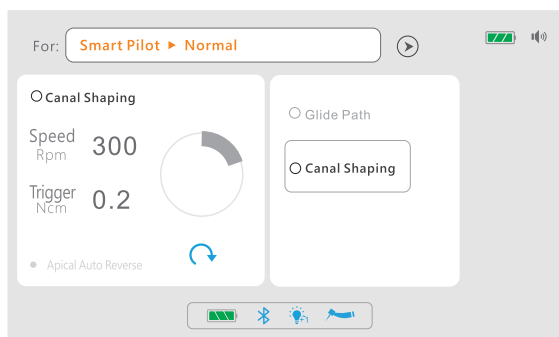 For: Smart Pilot ► Normal
Canal Shaping
Speed
Rpm
300
Trigger
Ncm
0.2
Apical Auto Reverse
Glide Path
Canal Shaping